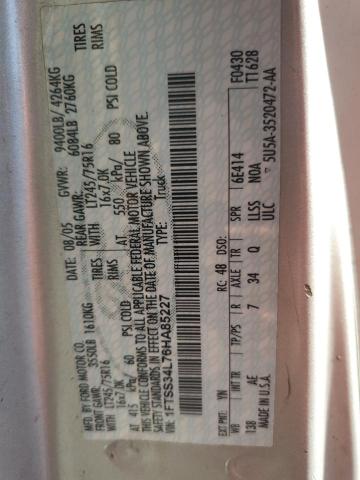 MFD. BY FORD MOTOR CO. DATE: 08/05 GVWR: 9400LB/ 4264KG
FRONT GAWR: 3550LB 1610KG REAR GAWR: 6084LB 2760KG
WITH LT245/75R16 LT245/75R16 TIRES
16x7.0K RIMS 16x7.0K RIMS
AT 415 kPa/ 60 PSI COLD AT 550 kPa/ 80 PSI COLD
THIS VEHICLE CONFORMS TO ALL APPLICABLE FEDERAL MOTOR VEHICLE
SAFETY STANDARDS IN EFFECT ON THE DATE OF MANUFACTURE SHOWN ABOVE.
VIN: 1FTSS34L76HA85227 TYPE: Truck
F0430
T1628
EXT PNT: YN RC: 48 DSO:
WB INT TR TP/PS R AXLE TR SPR 6E414
138 AE 7 34 Q LLSS NOA
MADE IN U.S.A. ULC 5U5A-3520472-AA